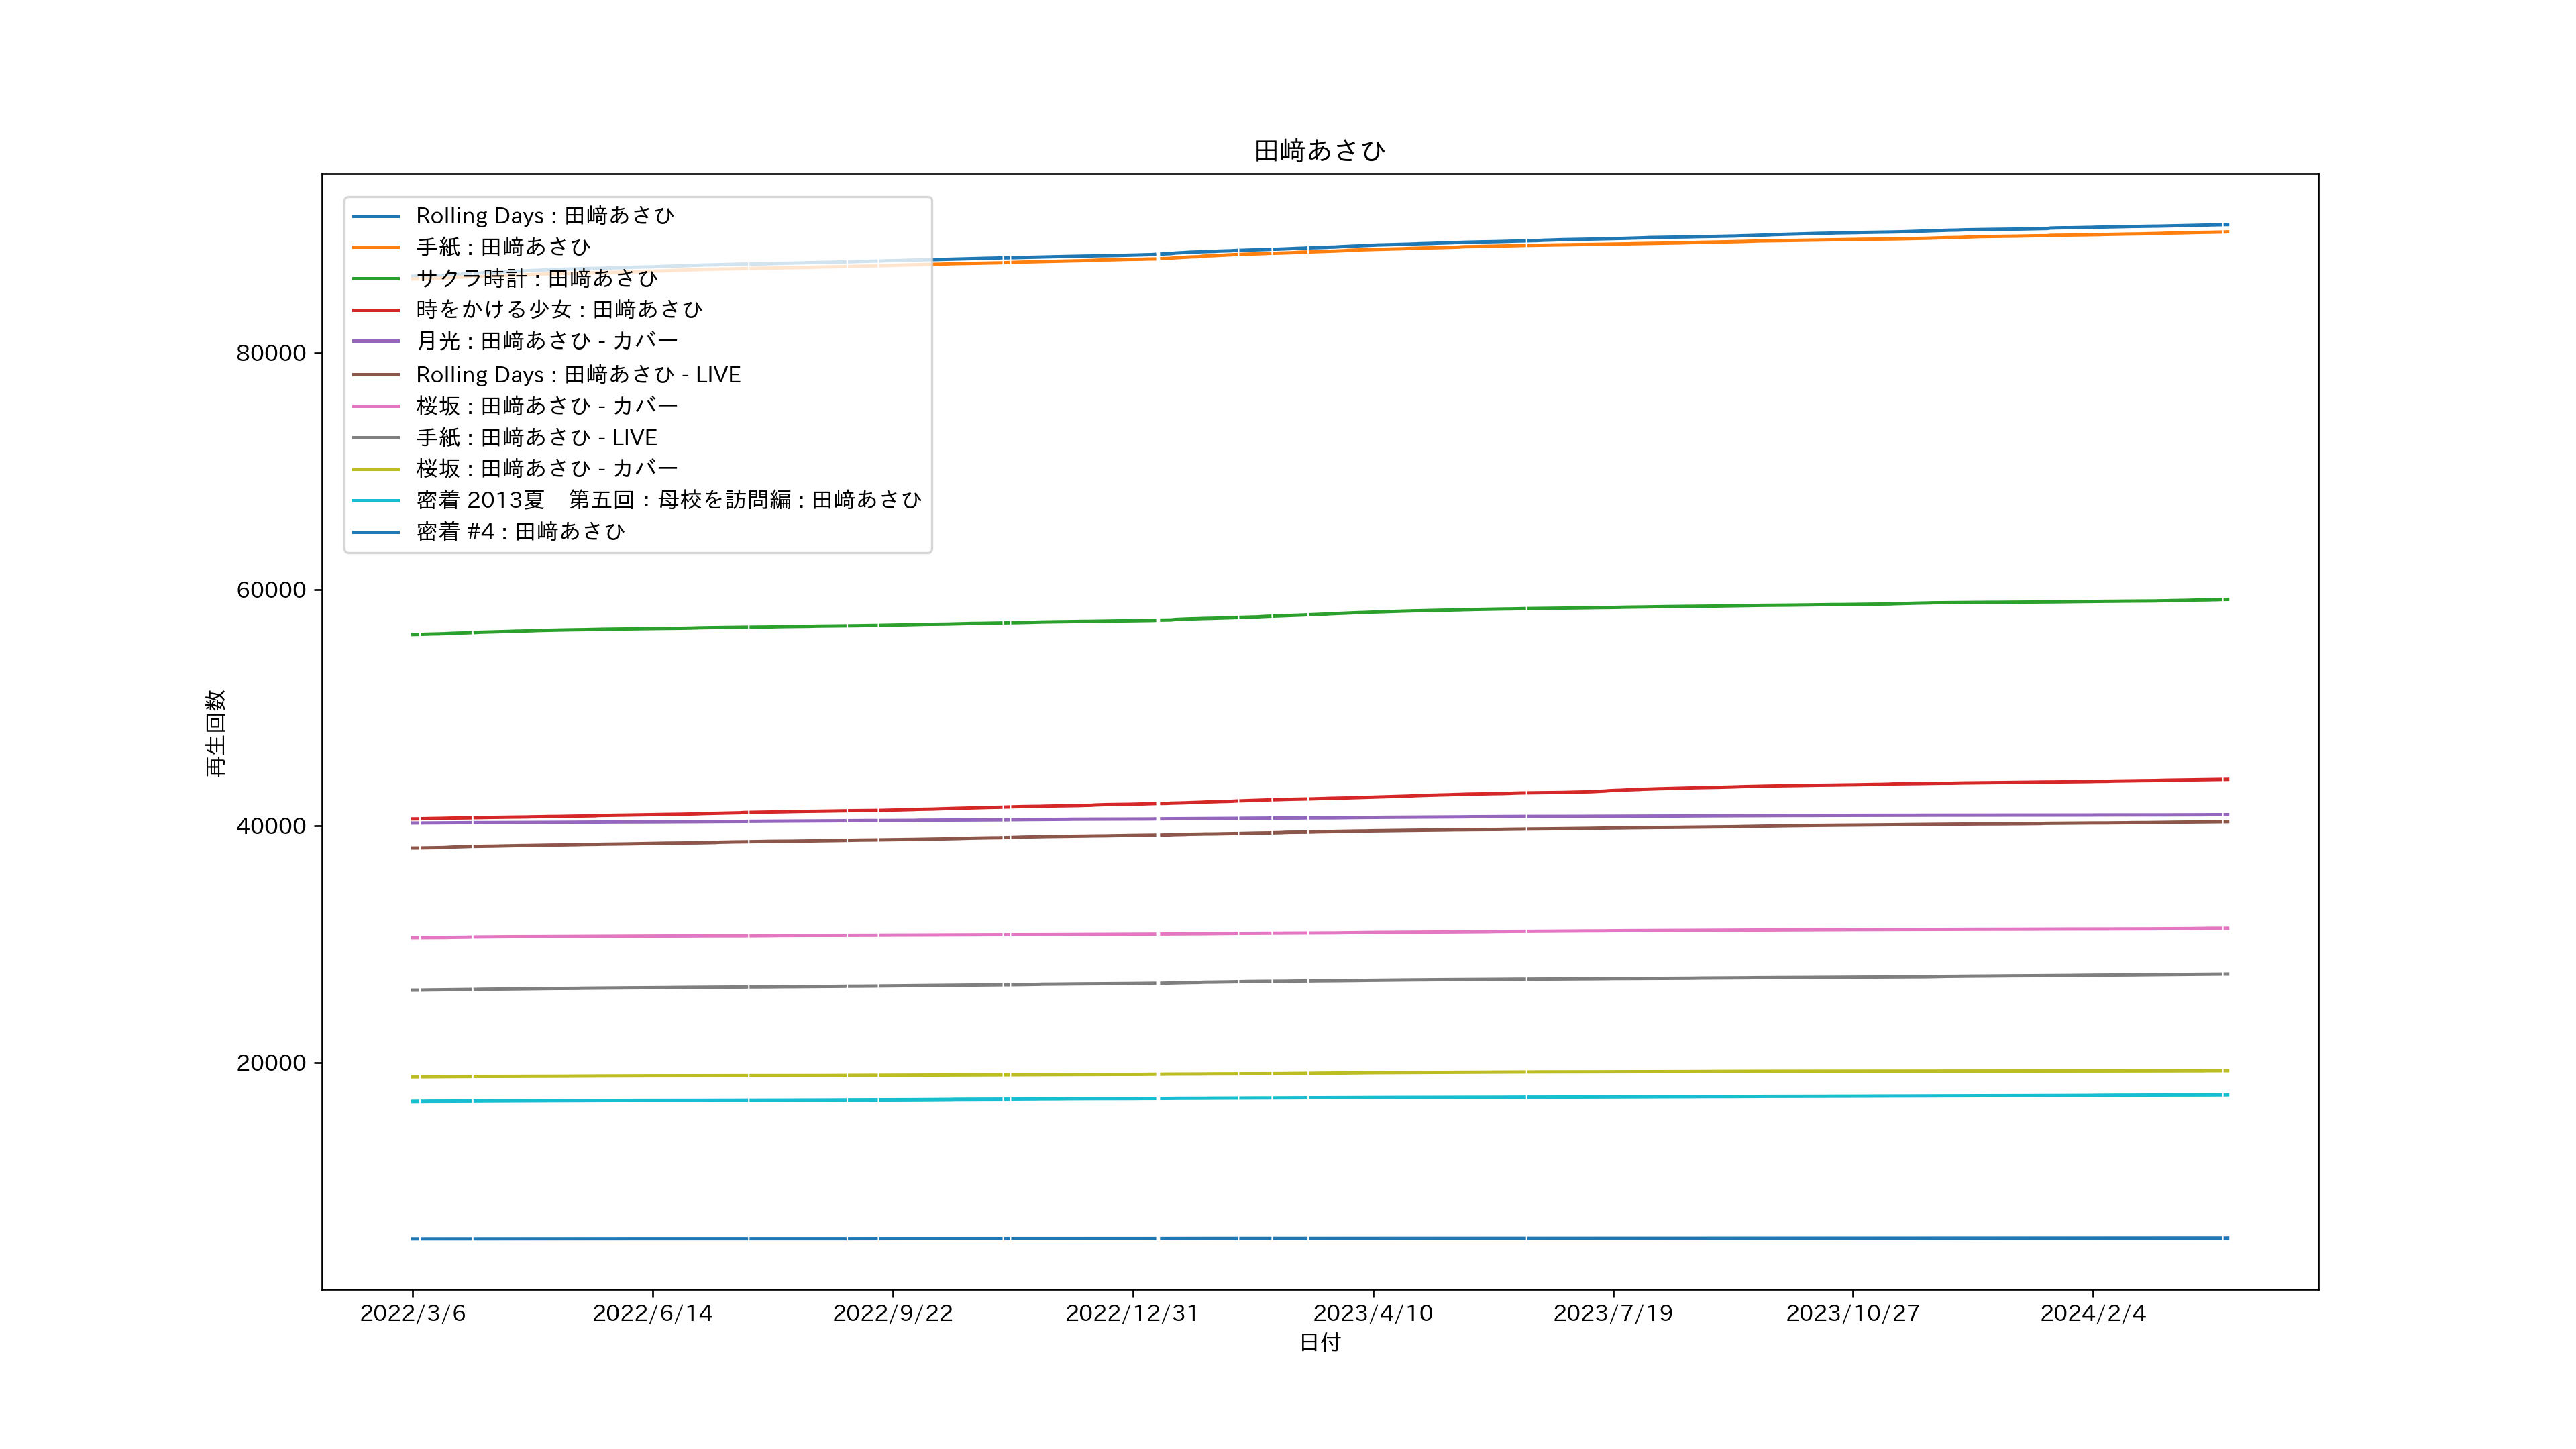 田﨑あさひ
Rolling Days : 田﨑あさひ
手紙 : 田﨑あさひ
サクラ時計 : 田﨑あさひ
時をかける少女 : 田﨑あさひ
月光 : 田﨑あさひ - カバー
Rolling Days : 田﨑あさひ - LIVE
桜坂 : 田﨑あさひ - カバー
手紙 : 田﨑あさひ - LIVE
桜坂 : 田﨑あさひ - カバー
密着 2013夏　第五回：母校を訪問編 : 田﨑あさひ
密着 #4 : 田﨑あさひ
80000
60000
40000
20000
再生回数
2022/3/6 2022/6/14 2022/9/22 2022/12/31 2023/4/10 2023/7/19 2023/10/27 2024/2/4
日付